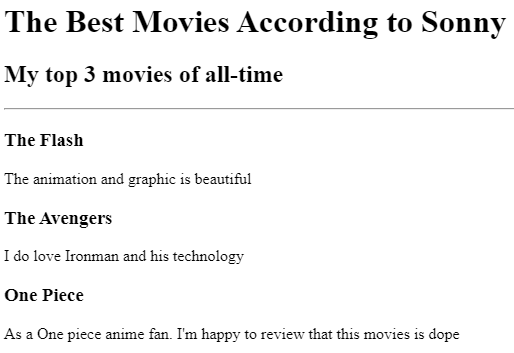 The Best Movies According to Sonny
My top 3 movies of all-time
The Flash
The animation and graphic is beautiful
The Avengers
I do love Ironman and his technology
One Piece
As a One piece anime fan. I'm happy to review that this movies is dope